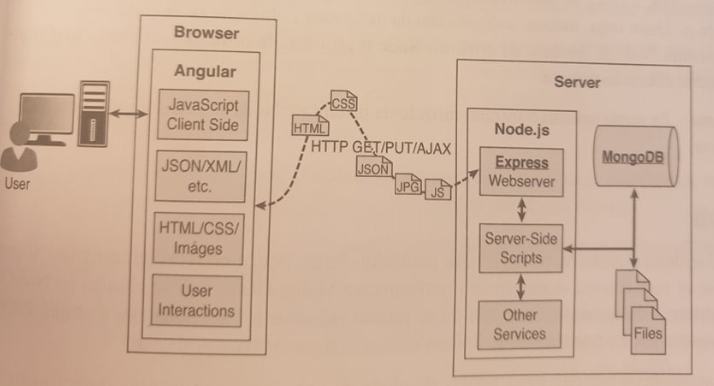 Browser
Angular
JavaScript
Client Side
JSON/XML/
etc.
HTML/CSS/
Imáges
User
Interactions
User
CSS
HTML
HTTP GET/PUT/AJAX
JSON
JPG
JS
Server
Node.js
Express
Webserver
Server-Side
Scripts
Other
Services
MongoDB
Files